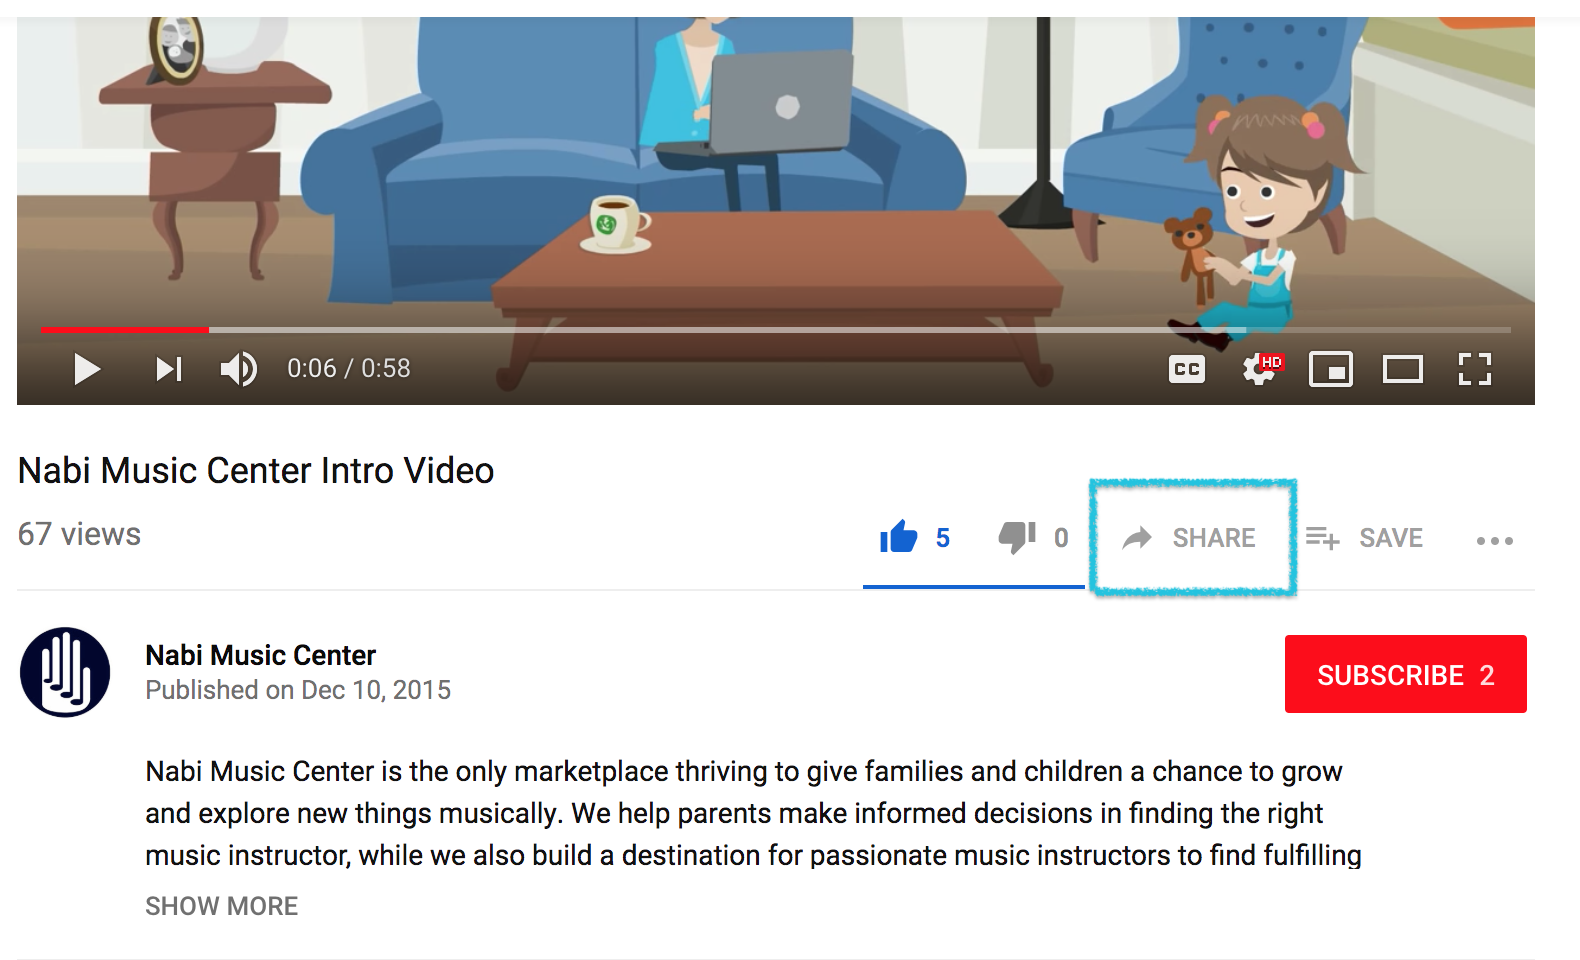 0:06 / 0:58
CC
HD
Nabi Music Center Intro Video
67 views
5
0
SHARE
SAVE
Nabi Music Center
Published on Dec 10, 2015
SUBSCRIBE 2
Nabi Music Center is the only marketplace thriving to give families and children a chance to grow
and explore new things musically. We help parents make informed decisions in finding the right
music instructor, while we also build a destination for passionate music instructors to find fulfilling
SHOW MORE